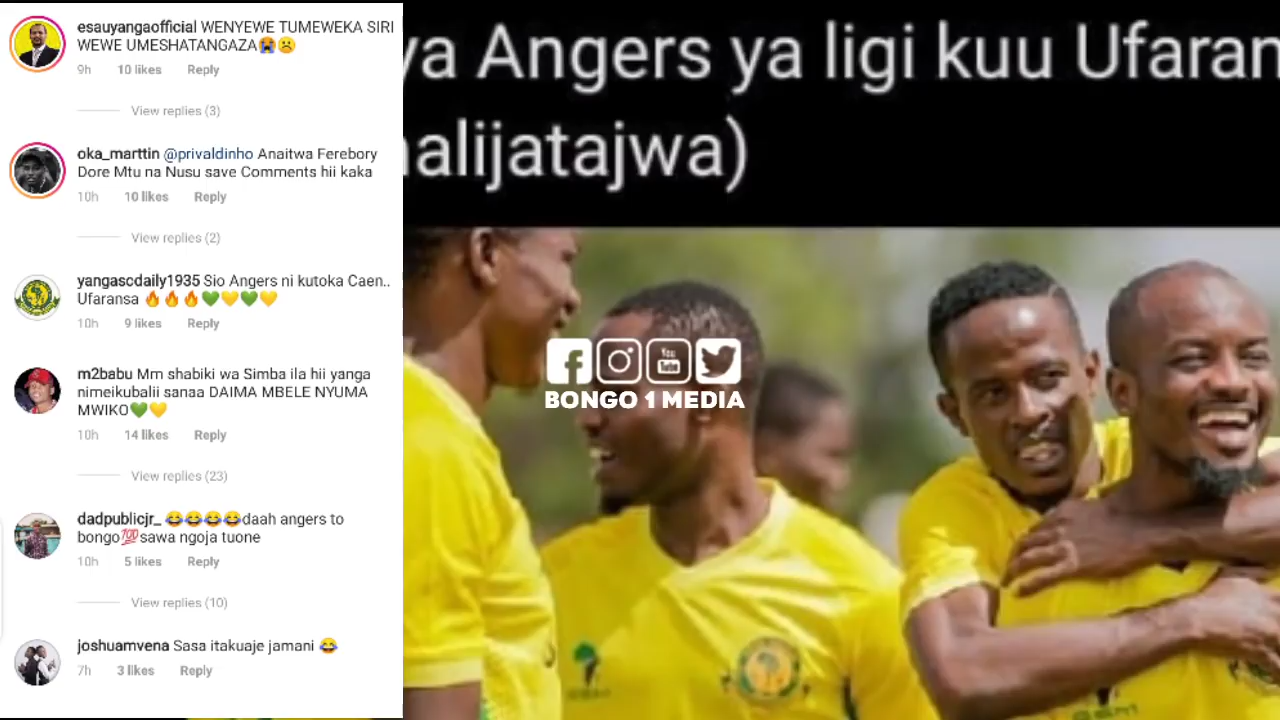 esauyangaofficial WENYEWE TUMEWEKA SIRI
WEWE UMESHATANGAZA😭☹️
9h 10 likes Reply
View replies (3)
oka_marttin @privaldinho Anaitwa Ferebory
Dore Mtu na Nusu save Comments hii kaka
10h 10 likes Reply
View replies (2)
yangascdaily1935 Sio Angers ni kutoka Caen..
Ufaransa 🔥🔥🔥💚💛💚💛
10h 9 likes Reply
m2babu Mm shabiki wa Simba ila hii yanga
nimeikubalii sanaa DAIMA MBELE NYUMA
MWIKO💚💛
10h 14 likes Reply
View replies (23)
dadpublicjr_ 😂😂😂😂daah angers to
bongo💯sawa ngoja tuone
10h 5 likes Reply
View replies (10)
joshuamvena Sasa itakuaje jamani 😂
7h 3 likes Reply
ya Angers ya ligi kuu Ufaran
alijatajwa)
You Tube
BONGO 1 MEDIA